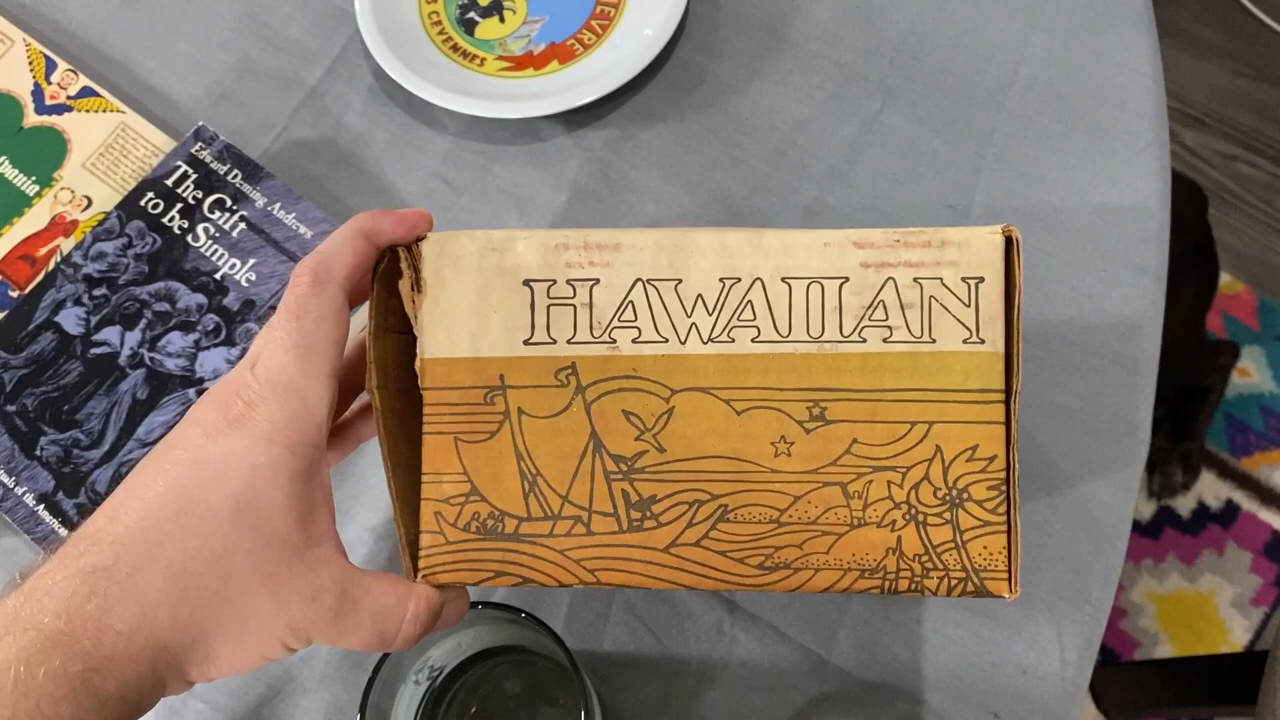 CEVENNES
Edward Deming Andrews
The Gift
to be Simple
HAWAIIAN